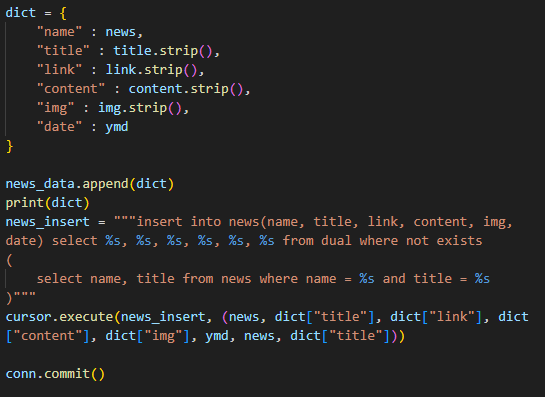 dict = {
    "name" : news,
    "title" : title.strip(),
    "link" : link.strip(),
    "content" : content.strip(),
    "img" : img.strip(),
    "date" : ymd
}
news_data.append(dict)
print(dict)
news_insert = """insert into news(name, title, link, content, img,
date) select %s, %s, %s, %s, %s, %s from dual where not exists
(
    select name, title from news where name = %s and title = %s
)"""
cursor.execute(news_insert, (news, dict["title"], dict["link"], dict
["content"], dict["img"], ymd, news, dict["title"]))
conn.commit()